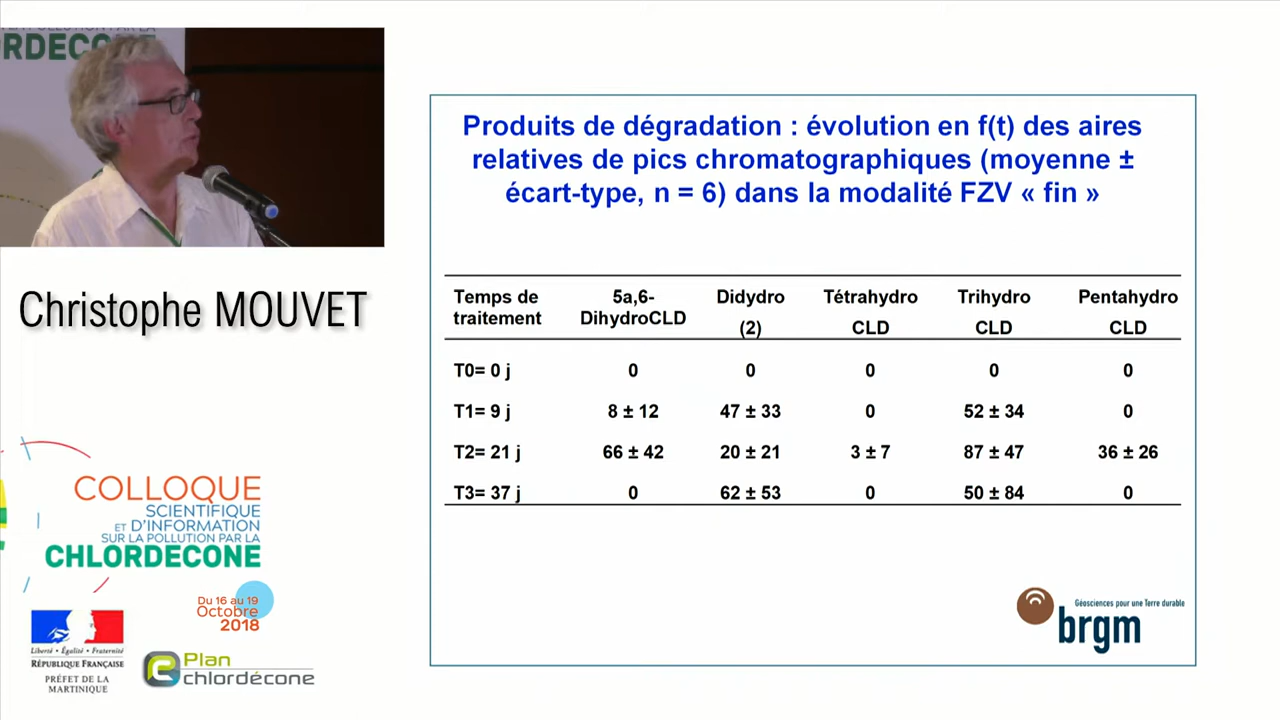 RDECO
Christophe MOUVET
COLLOQUE
SCIENTIFIQUE
ET D'INFORMATION
SUR LA POLLUTION PAR LA
CHLORDECONE
Du 16 au 19
Octobre
2018
Liberté • Égalité • Fraternité
RÉPUBLIQUE FRANÇAISE
PRÉFET DE LA
MARTINIQUE
Plan
chlordécone
Produits de dégradation : évolution en f(t) des aires
relatives de pics chromatographiques (moyenne ±
écart-type, n = 6) dans la modalité FZV « fin »
Temps de traitement 5a,6-DihydroCLD Didydro (2) Tétrahydro CLD Trihydro CLD Pentahydro CLD
T0= 0 j 0 0 0 0 0
T1= 9 j 8 ± 12 47 ± 33 0 52 ± 34 0
T2= 21 j 66 ± 42 20 ± 21 3 ± 7 87 ± 47 36 ± 26
T3= 37 j 0 62 ± 53 0 50 ± 84 0
Géosciences pour une Terre durable
brgm